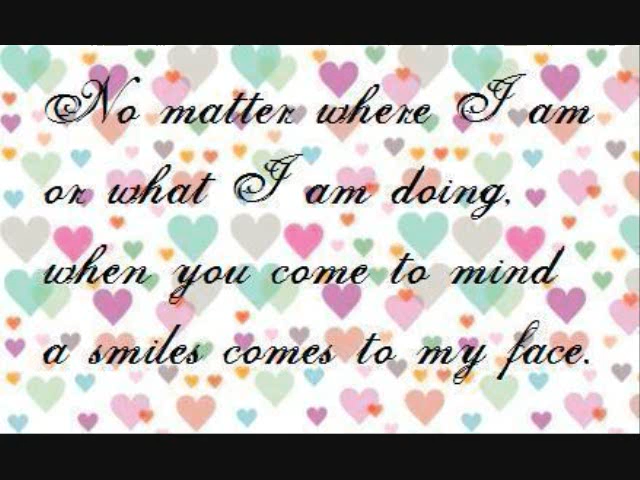 No matter where I am
or what I am doing,
when you come to mind
a smiles comes to my face.